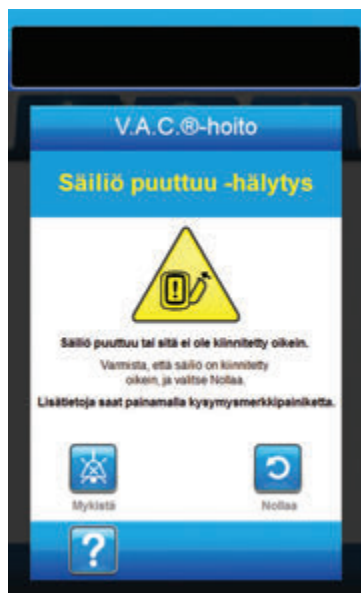 V.A.C.®-hoito
Säiliö puuttuu -hälytys
Säiliö puuttuu tai sitä ei ole kiinnitetty oikein.
Varmista, että säiliö on kiinnitetty
oikein, ja valitse Nollaa.
Lisätietoja saat painamalla kysymysmerkkipainiketta.
Mykistä
Nollaa
?